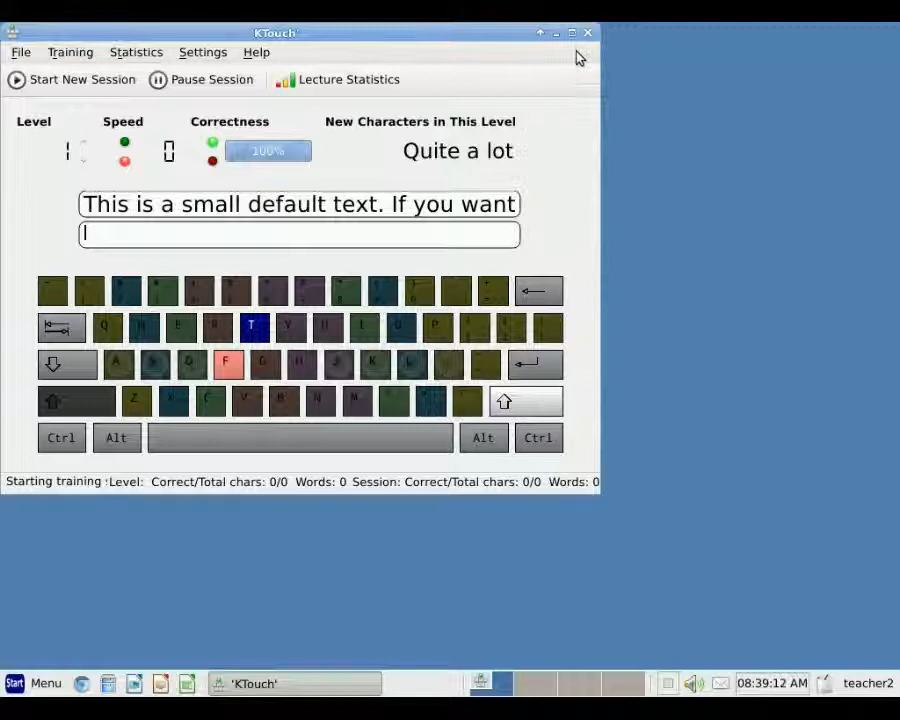 KTouch'
File Training Statistics Settings Help
Start New Session Pause Session Lecture Statistics
Level Speed Correctness New Characters in This Level
1 0 100% Quite a lot
This is a small default text. If you want
Q E R T Y U I O P
A S D F G H J K L
Z X C V B N M
Ctrl Alt Alt Ctrl
Starting training : Level: Correct/Total chars: 0/0 Words: 0 Session: Correct/Total chars: 0/0 Words: 0
Start Menu 'KTouch' 08:39:12 AM teacher2